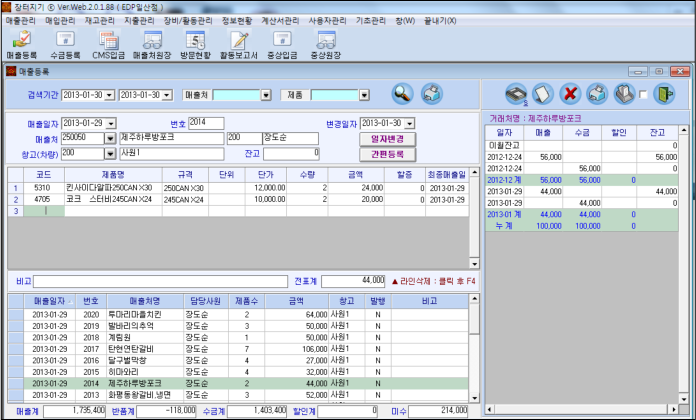 장터지기 ⓒ Ver.Web.2.0.1.88 ( EDP일산점 )
매출관리 매입관리 재고관리 지출관리 장비/활동관리 정보현황 계산서관리 사용자관리 기초관리 창(W) 끝내기(X)
매출등록 수금등록 CMS입금 매출처원장 방문현황 활동보고서 중상입금 중상원장
매출등록
검색기간 2013-01-30 2013-01-30 매출처 제품
S
매출일자 2013-01-29 번호 2014 변경일자 2013-01-30
매출처 250050 제주하루방포크 200 장도순 일자변경
창고(차량) 200 사원1 잔고 0 간편등록
코드 제품명 규격 단위 단가 수량 금액 할증 최종매출일
1 5310 킨사이다알파250CAN×30 250CAN×30 12,000.00 2 24,000 0 2013-01-29
2 4705 코크 스터비245CAN×24 245CAN×24 10,000.00 2 20,000 0 2013-01-29
3
비고 전표계 44,000 ▲ 라인삭제 : 클릭 후 F4
매출일자 번호 매출처명 담당사원 제품수 금액 창고 발행 비고
2013-01-29 2020 투마리마플치킨 장도순 2 64,000 사원1 N
2013-01-29 2019 발바리의추억 장도순 3 50,000 사원1 N
2013-01-29 2018 계림원 장도순 1 50,000 사원1 N
2013-01-29 2017 탄현연탄갈비 장도순 7 106,000 사원1 N
2013-01-29 2016 달구벌막창 장도순 4 27,000 사원1 N
2013-01-29 2015 히마와리 장도순 4 32,000 사원1 N
2013-01-29 2014 제주하루방포크 장도순 2 44,000 사원1 N
2013-01-29 2013 화평동왕갈비.냉면 장도순 3 52,000 사원1 N
매출계 1,735,400 반품계 -118,000 수금계 1,403,400 할인계 0 미수 214,000
거래처명 : 제주하루방포크
일자 매출 수금 할인 잔고
이월잔고 0
2012-12-24 56,000 56,000
2012-12-24 56,000 0
2012-12 계 56,000 56,000 0
2013-01-29 44,000 44,000
2013-01-29 44,000 0
2013-01 계 44,000 44,000 0
누 계 100,000 100,000 0